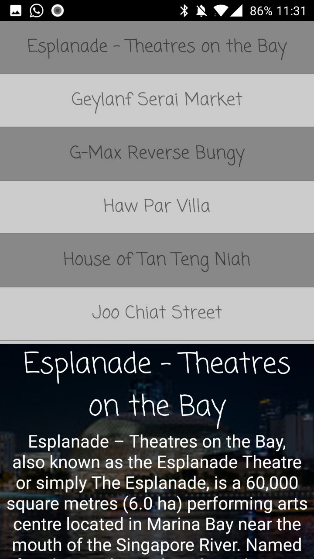 86% 11:31
Esplanade - Theatres on the Bay
Geylanf Serai Market
G-Max Reverse Bungy
Haw Par Villa
House of Tan Teng Niah
Joo Chiat Street
Esplanade - Theatres
on the Bay
Esplanade – Theatres on the Bay,
also known as the Esplanade Theatre
or simply The Esplanade, is a 60,000
square metres (6.0 ha) performing arts
centre located in Marina Bay near the
mouth of the Singapore River. Named